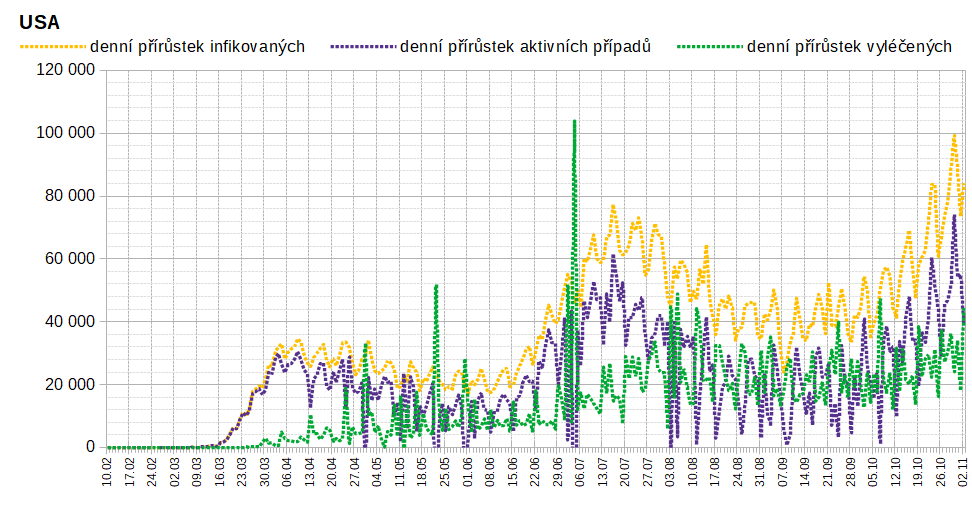 USA
denní přírůstek infikovaných denní přírůstek aktivních případů denní přírůstek vyléčených
120 000
100 000
80 000
60 000
40 000
20 000
0
10.02 17.02 24.02 02.03 09.03 16.03 23.03 30.03 06.04 13.04 20.04 27.04 04.05 11.05 18.05 25.05 01.06 08.06 15.06 22.06 29.06 06.07 13.07 20.07 27.07 03.08 10.08 17.08 24.08 31.08 07.09 14.09 21.09 28.09 05.10 12.10 19.10 26.10 02.11